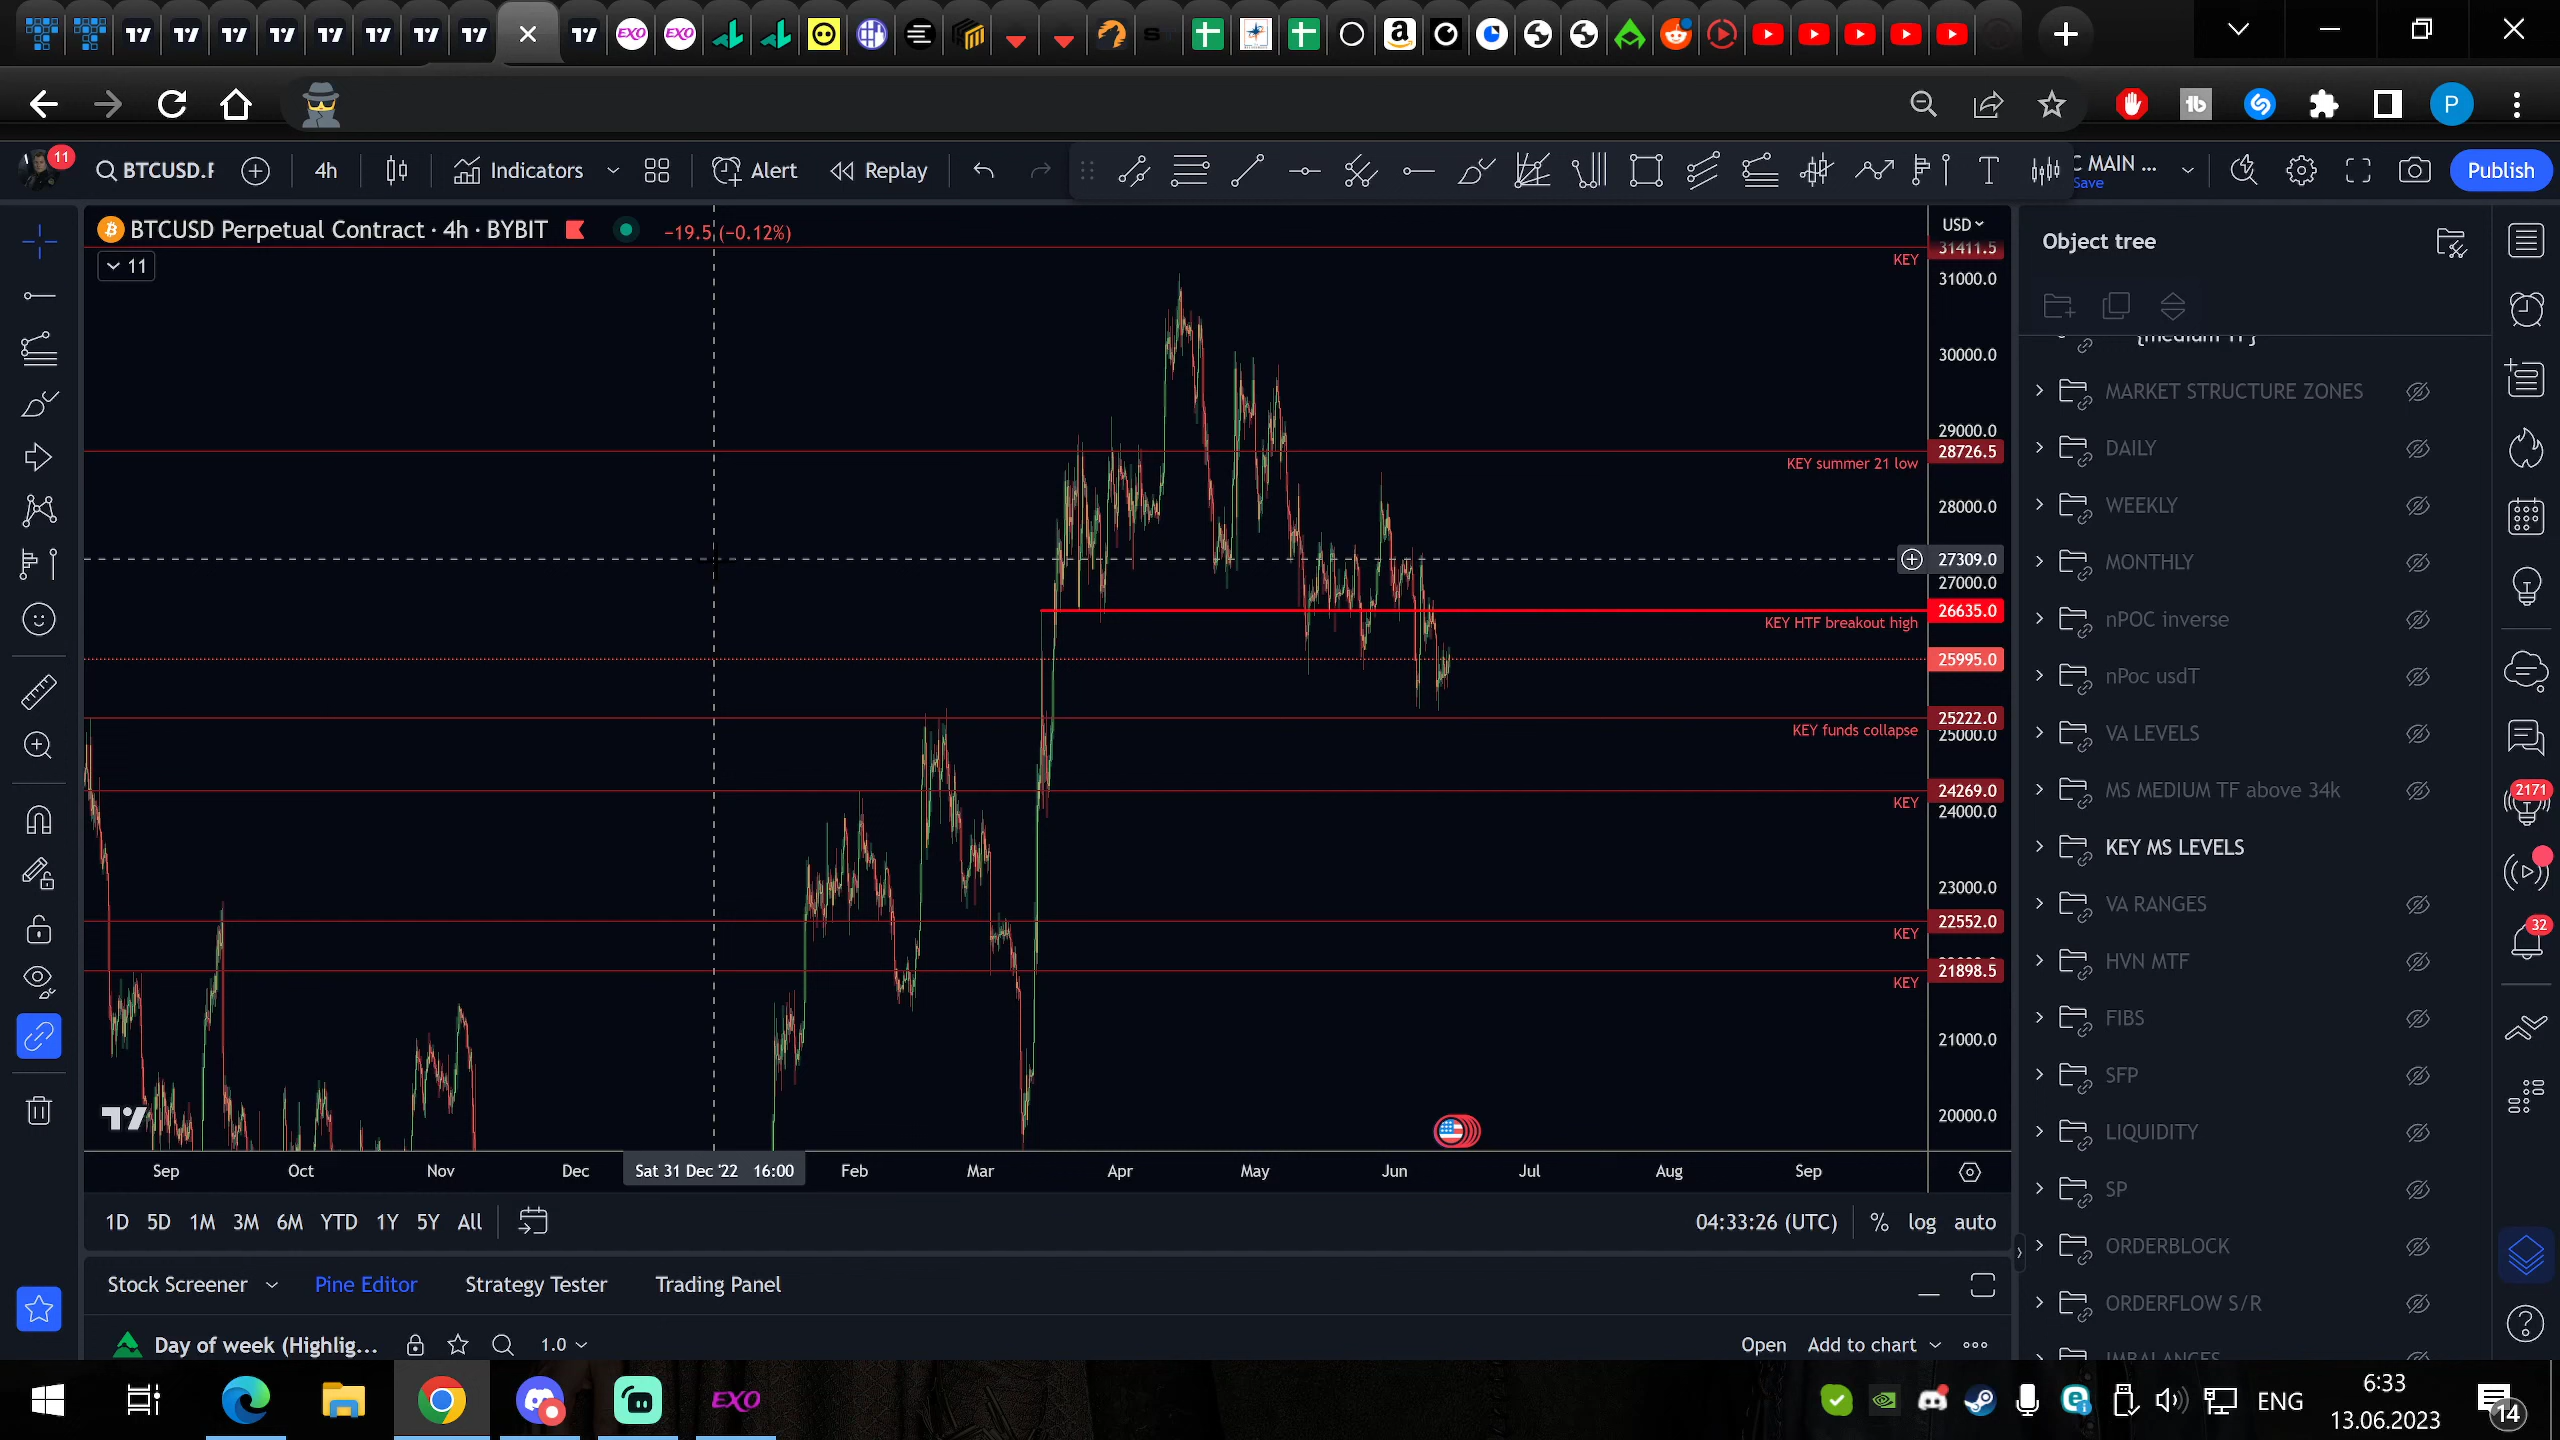 EXO
EXO
P
11
BTCUSD.P
4h
Indicators
Alert
Replay
C MAIN ...
Save
Publish
BTCUSD Perpetual Contract · 4h · BYBIT
−19.5 (−0.12%)
11
USD
31411.5
KEY
31000.0
30000.0
29000.0
28726.5
KEY summer 21 low
28000.0
27309.0
27000.0
26635.0
KEY HTF breakout high
25995.0
25222.0
KEY funds collapse
25000.0
24269.0
KEY
24000.0
23000.0
22552.0
KEY
21898.5
KEY
21000.0
20000.0
Sep
Oct
Nov
Dec
Sat 31 Dec '22 16:00
Feb
Mar
Apr
May
Jun
Jul
Aug
Sep
1D 5D 1M 3M 6M YTD 1Y 5Y All
04:33:26 (UTC)
% log auto
Stock Screener
Pine Editor
Strategy Tester
Trading Panel
Day of week (Highlig...
1.0
Open
Add to chart
Object tree
{medium TF}
MARKET STRUCTURE ZONES
DAILY
WEEKLY
MONTHLY
nPOC inverse
nPoc usdT
VA LEVELS
MS MEDIUM TF above 34k
KEY MS LEVELS
VA RANGES
HVN MTF
FIBS
SFP
LIQUIDITY
SP
ORDERBLOCK
ORDERFLOW S/R
IMBALANCES
2171
32
EXO
ENG
6:33
13.06.2023
14